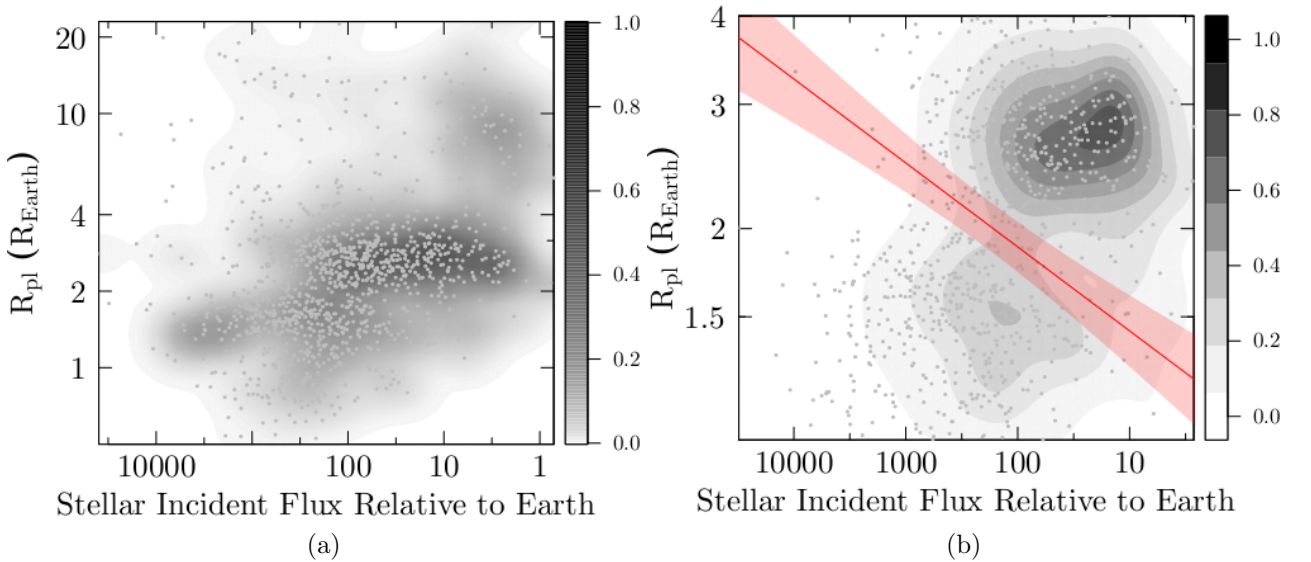 20
10
4
2
1
R_pl (R_Earth)
10000 100 10 1
Stellar Incident Flux Relative to Earth
1.0
0.8
0.6
0.4
0.2
0.0
(a)
4
3
2
1.5
R_pl (R_Earth)
10000 1000 100 10
Stellar Incident Flux Relative to Earth
1.0
0.8
0.6
0.4
0.2
0.0
(b)